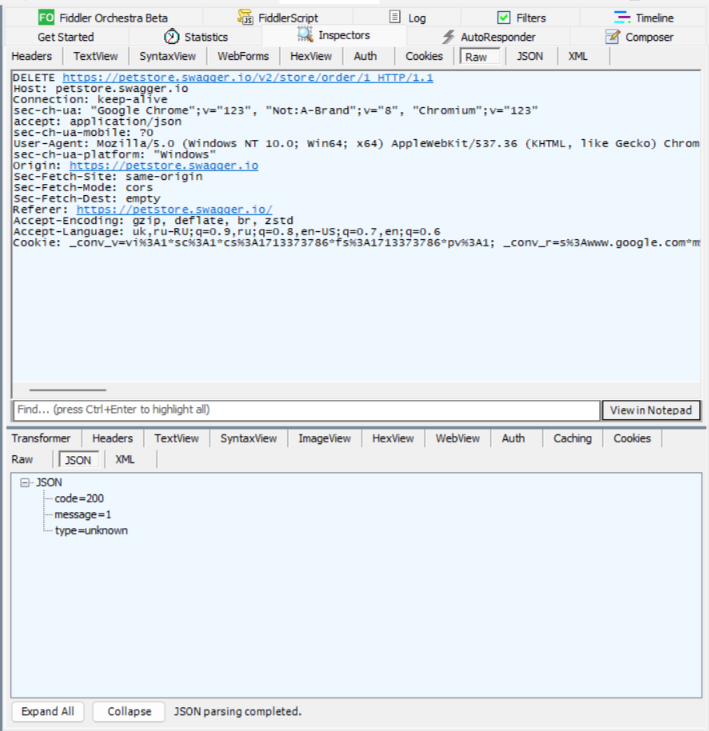 FO Fiddler Orchestra Beta FiddlerScript Log Filters Timeline
Get Started Statistics Inspectors AutoResponder Composer
Headers TextView SyntaxView WebForms HexView Auth Cookies Raw JSON XML
DELETE https://petstore.swagger.io/v2/store/order/1 HTTP/1.1
Host: petstore.swagger.io
Connection: keep-alive
sec-ch-ua: "Google Chrome";v="123", "Not:A-Brand";v="8", "Chromium";v="123"
accept: application/json
sec-ch-ua-mobile: ?0
User-Agent: Mozilla/5.0 (Windows NT 10.0; Win64; x64) AppleWebKit/537.36 (KHTML, like Gecko) Chrom
sec-ch-ua-platform: "Windows"
Origin: https://petstore.swagger.io
Sec-Fetch-Site: same-origin
Sec-Fetch-Mode: cors
Sec-Fetch-Dest: empty
Referer: https://petstore.swagger.io/
Accept-Encoding: gzip, deflate, br, zstd
Accept-Language: uk,ru-RU;q=0.9,ru;q=0.8,en-US;q=0.7,en;q=0.6
Cookie: _conv_v=vi%3A1*sc%3A1*cs%3A1713373786*fs%3A1713373786*pv%3A1; _conv_r=s%3Awww.google.com*m
Find... (press Ctrl+Enter to highlight all) View in Notepad
Transformer Headers TextView SyntaxView ImageView HexView WebView Auth Caching Cookies
Raw JSON XML
JSON
code=200
message=1
type=unknown
Expand All Collapse JSON parsing completed.